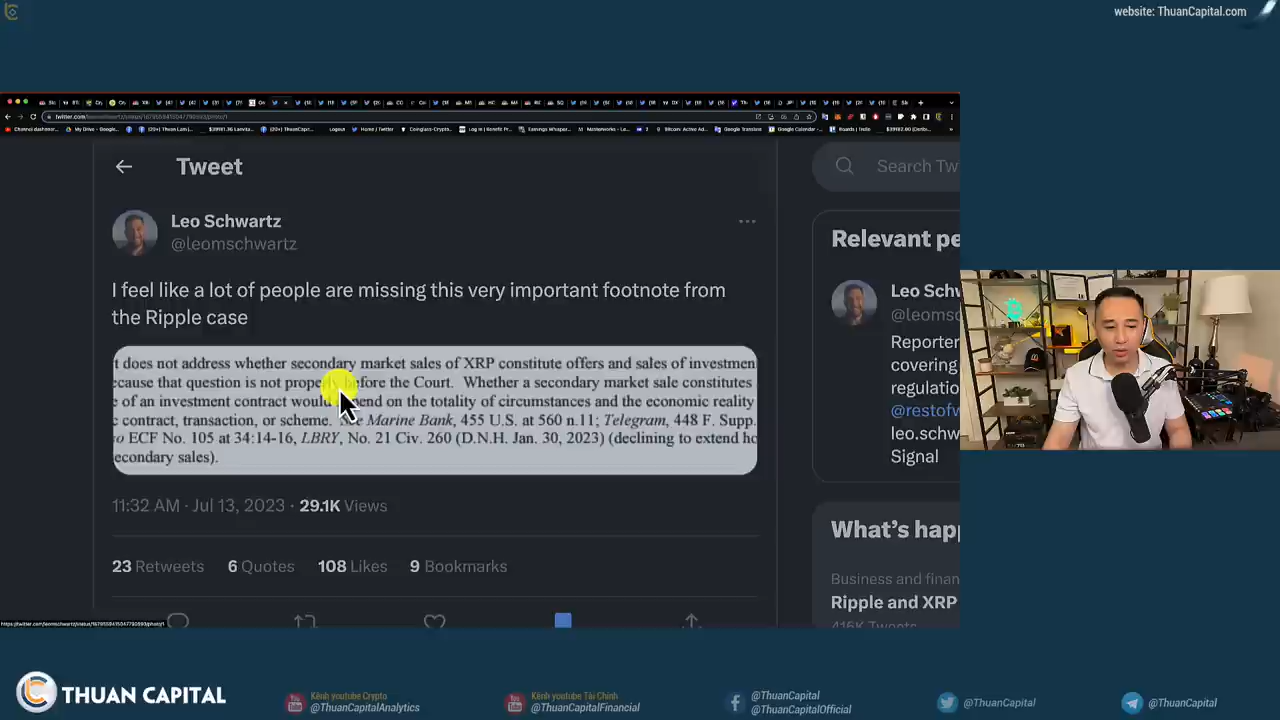 website: ThuanCapital.com
Tweet
Search Tw
Leo Schwartz
@leomschwartz
I feel like a lot of people are missing this very important footnote from
the Ripple case
t does not address whether secondary market sales of XRP constitute offers and sales of investmen
ecause that question is not properly before the Court. Whether a secondary market sale constitutes
e of an investment contract would depend on the totality of circumstances and the economic reality
c contract, transaction, or scheme. See Marine Bank, 455 U.S. at 560 n.11; Telegram, 448 F. Supp.
o ECF No. 105 at 34:14-16, LBRY, No. 21 Civ. 260 (D.N.H. Jan. 30, 2023) (declining to extend ho
econdary sales).
11:32 AM · Jul 13, 2023 · 29.1K Views
23 Retweets 6 Quotes 108 Likes 9 Bookmarks
Relevant pe
Leo Schw
@leoms
Reporter
covering
regulatio
@restofw
leo.schw
Signal
What's hap
Business and finan
Ripple and XRP
THUAN CAPITAL
Kênh youtube Crypto
@ThuanCapitalAnalytics
Kênh youtube Tài Chính
@ThuanCapitalFinancial
@ThuanCapital
@ThuanCapitalOfficial
@ThuanCapital
@ThuanCapital